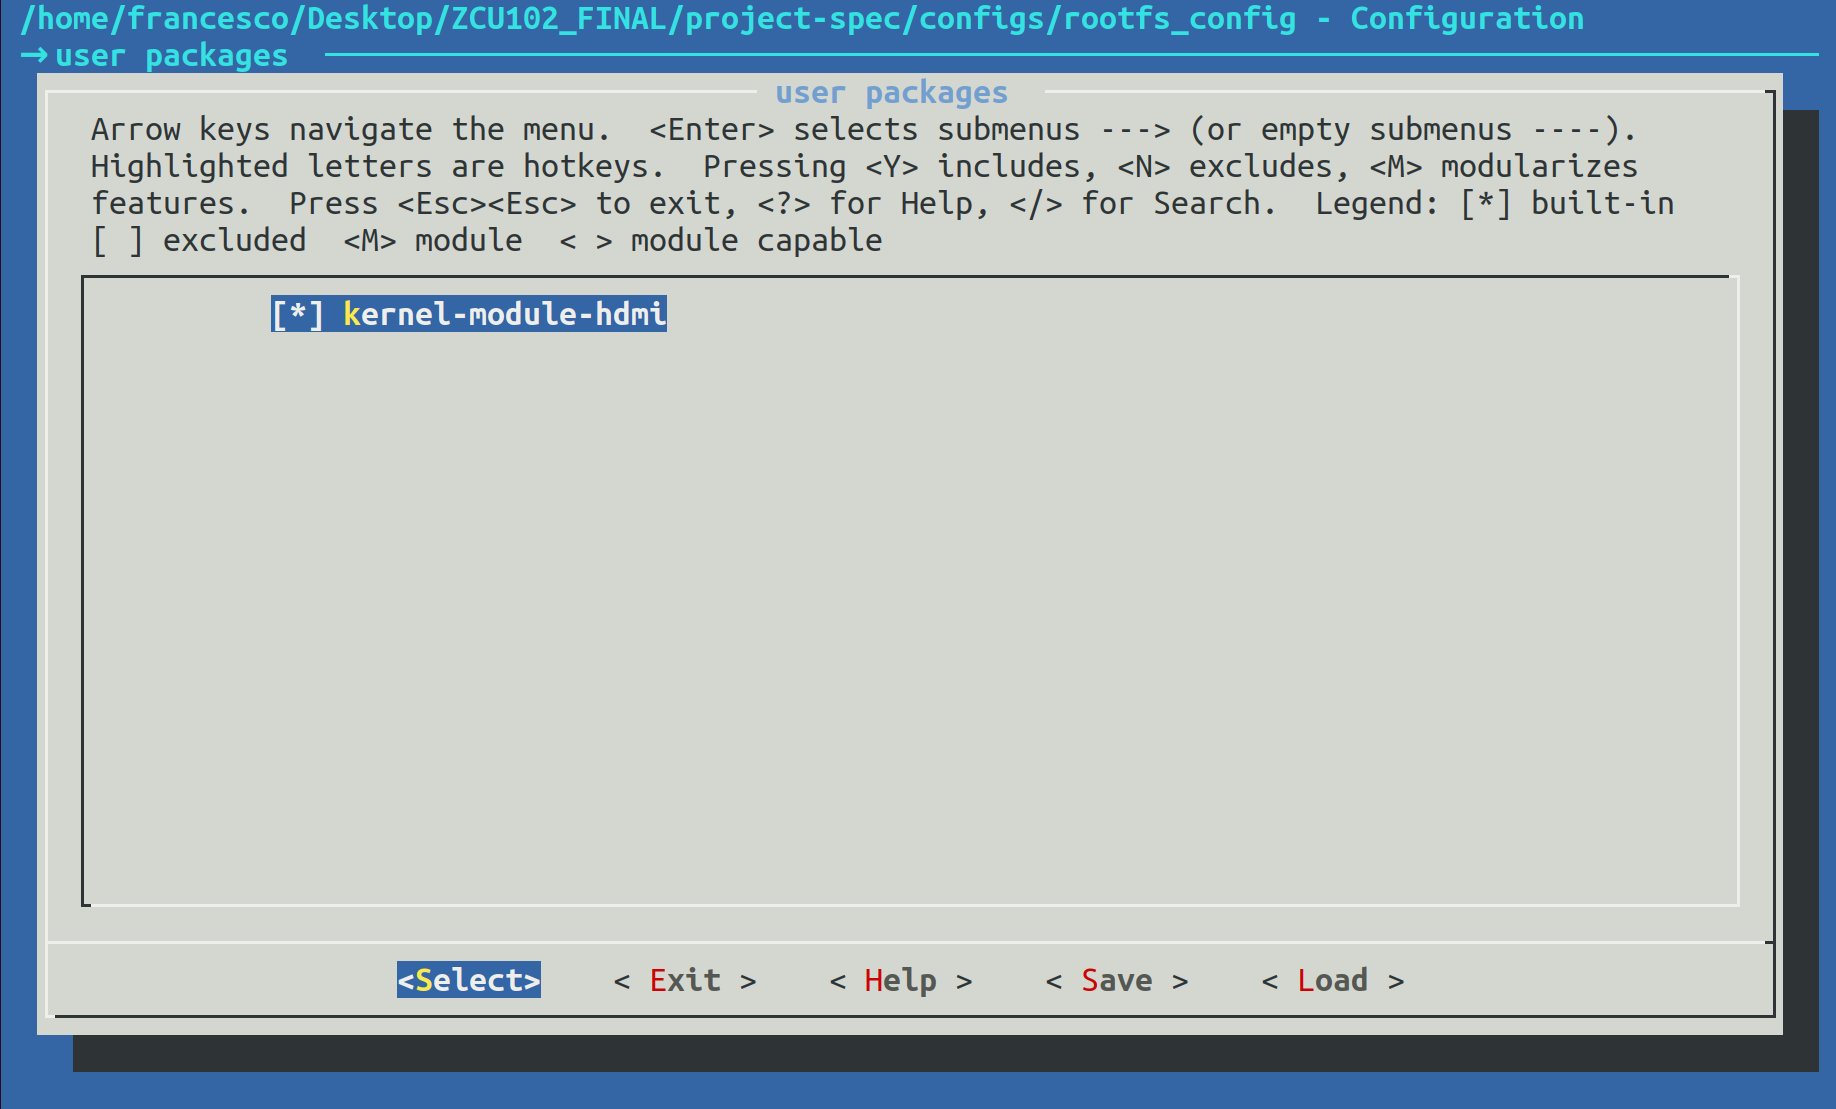 /home/francesco/Desktop/ZCU102_FINAL/project-spec/configs/rootfs_config - Configuration
→ user packages
user packages
Arrow keys navigate the menu.  <Enter> selects submenus ---> (or empty submenus ----).
Highlighted letters are hotkeys.  Pressing <Y> includes, <N> excludes, <M> modularizes
features.  Press <Esc><Esc> to exit, <?> for Help, </> for Search.  Legend: [*] built-in
[ ] excluded  <M> module  < > module capable
[*] kernel-module-hdmi
<Select>    < Exit >    < Help >    < Save >    < Load >